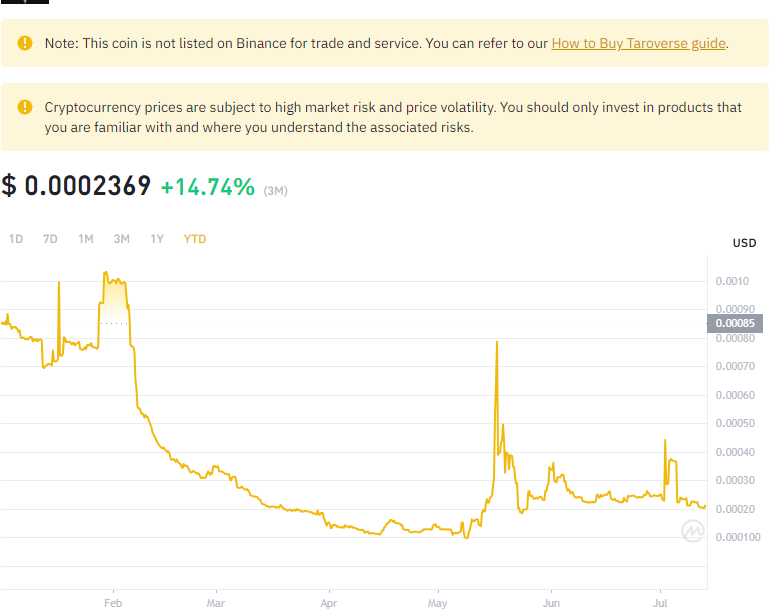 Note: This coin is not listed on Binance for trade and service. You can refer to our How to Buy Taroverse guide.
Cryptocurrency prices are subject to high market risk and price volatility. You should only invest in products that
you are familiar with and where you understand the associated risks.
$ 0.0002369 +14.74% (3M)
1D 7D 1M 3M 1Y YTD
USD
0.0010
0.00090
0.00085
0.00080
0.00070
0.00060
0.00050
0.00040
0.00030
0.00020
0.000100
Feb Mar Apr May Jun Jul